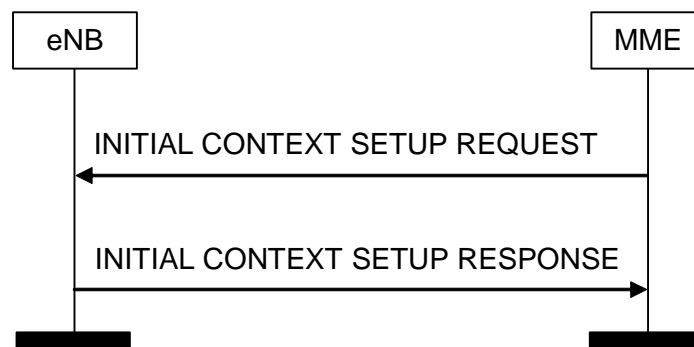 eNB
MME
INITIAL CONTEXT SETUP REQUEST
INITIAL CONTEXT SETUP RESPONSE